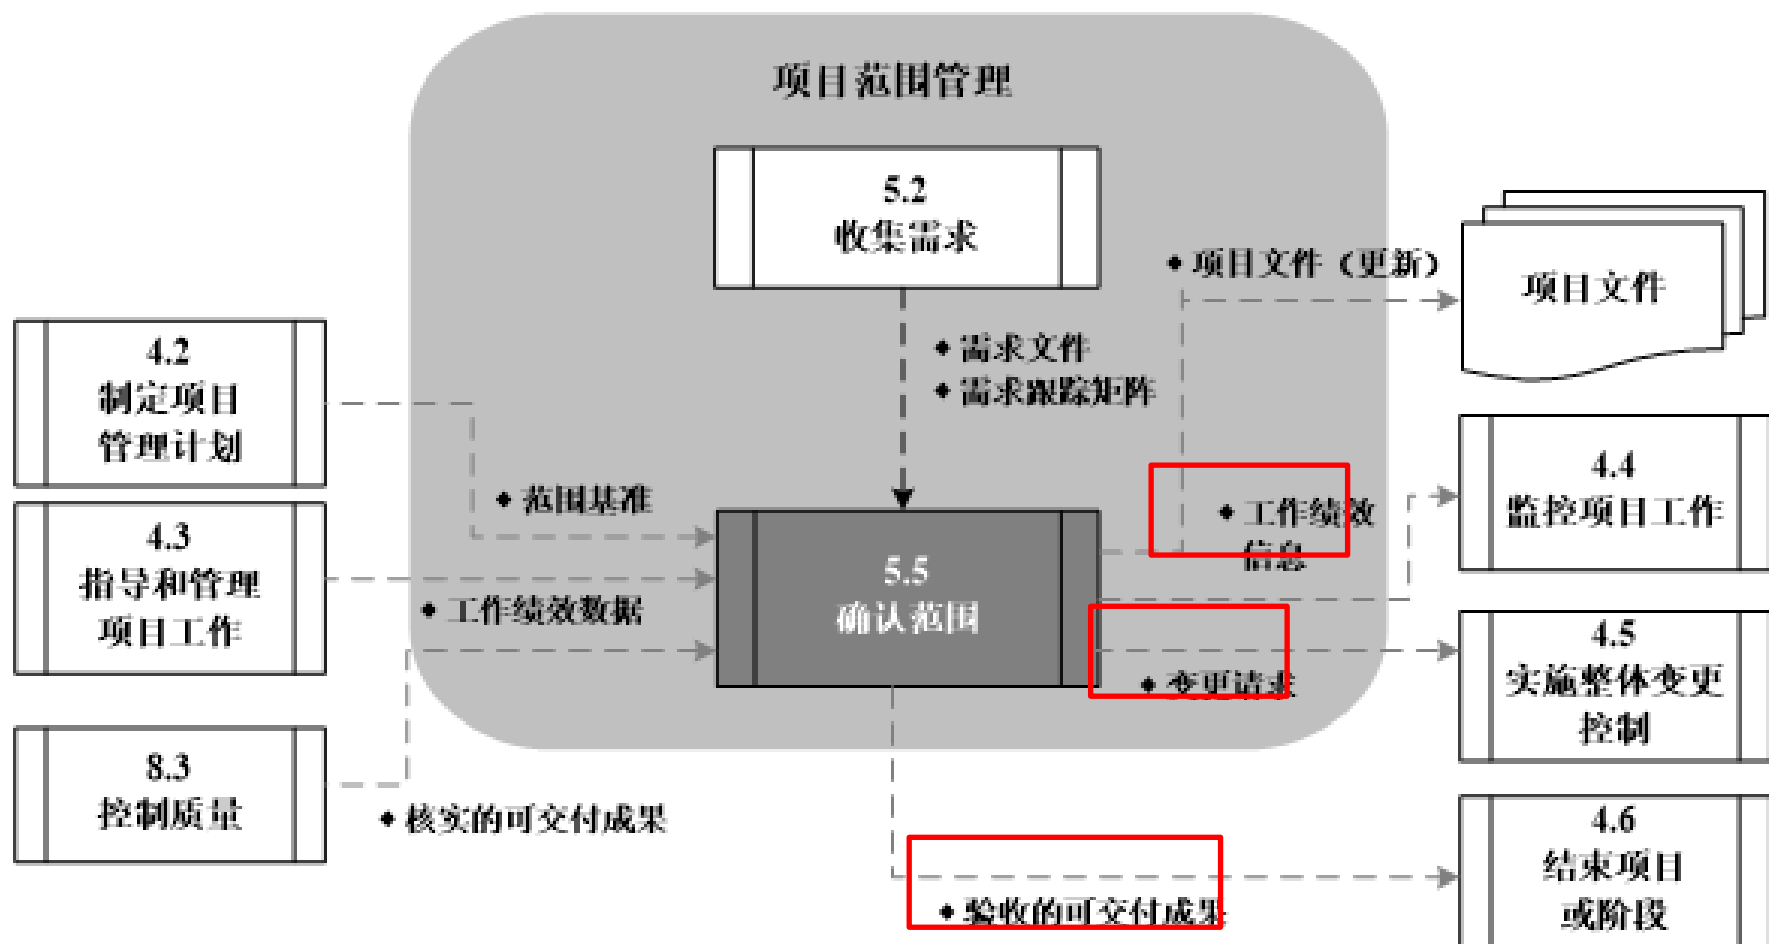 项目范围管理
5.2
收集需求
◆ 项目文件（更新）
项目文件
◆ 需求文件
◆ 需求跟踪矩阵
4.2
制定项目
管理计划
◆ 范围基准
4.3
指导和管理
项目工作
◆ 工作绩效数据
5.5
确认范围
◆ 工作绩效
信息
4.4
监控项目工作
◆ 变更请求
4.5
实施整体变更
控制
8.3
控制质量
◆ 核实的可交付成果
◆ 验收的可交付成果
4.6
结束项目
或阶段